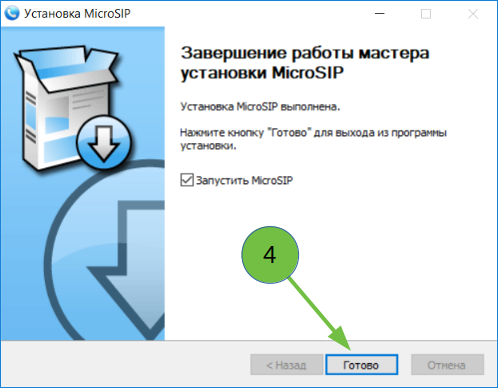 Установка MicroSIP
Завершение работы мастера
установки MicroSIP
Установка MicroSIP выполнена.
Нажмите кнопку "Готово" для выхода из программы
установки.
Запустить MicroSIP
4
< Назад
Готово
Отмена